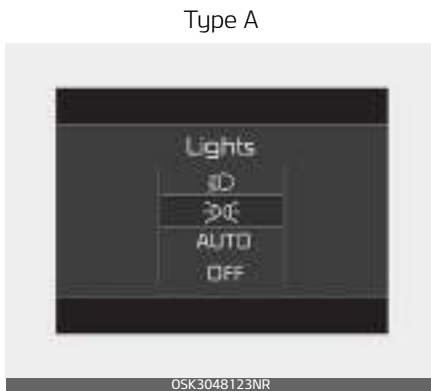 Type A
Lights
AUTO
OFF
OSK3048123NR